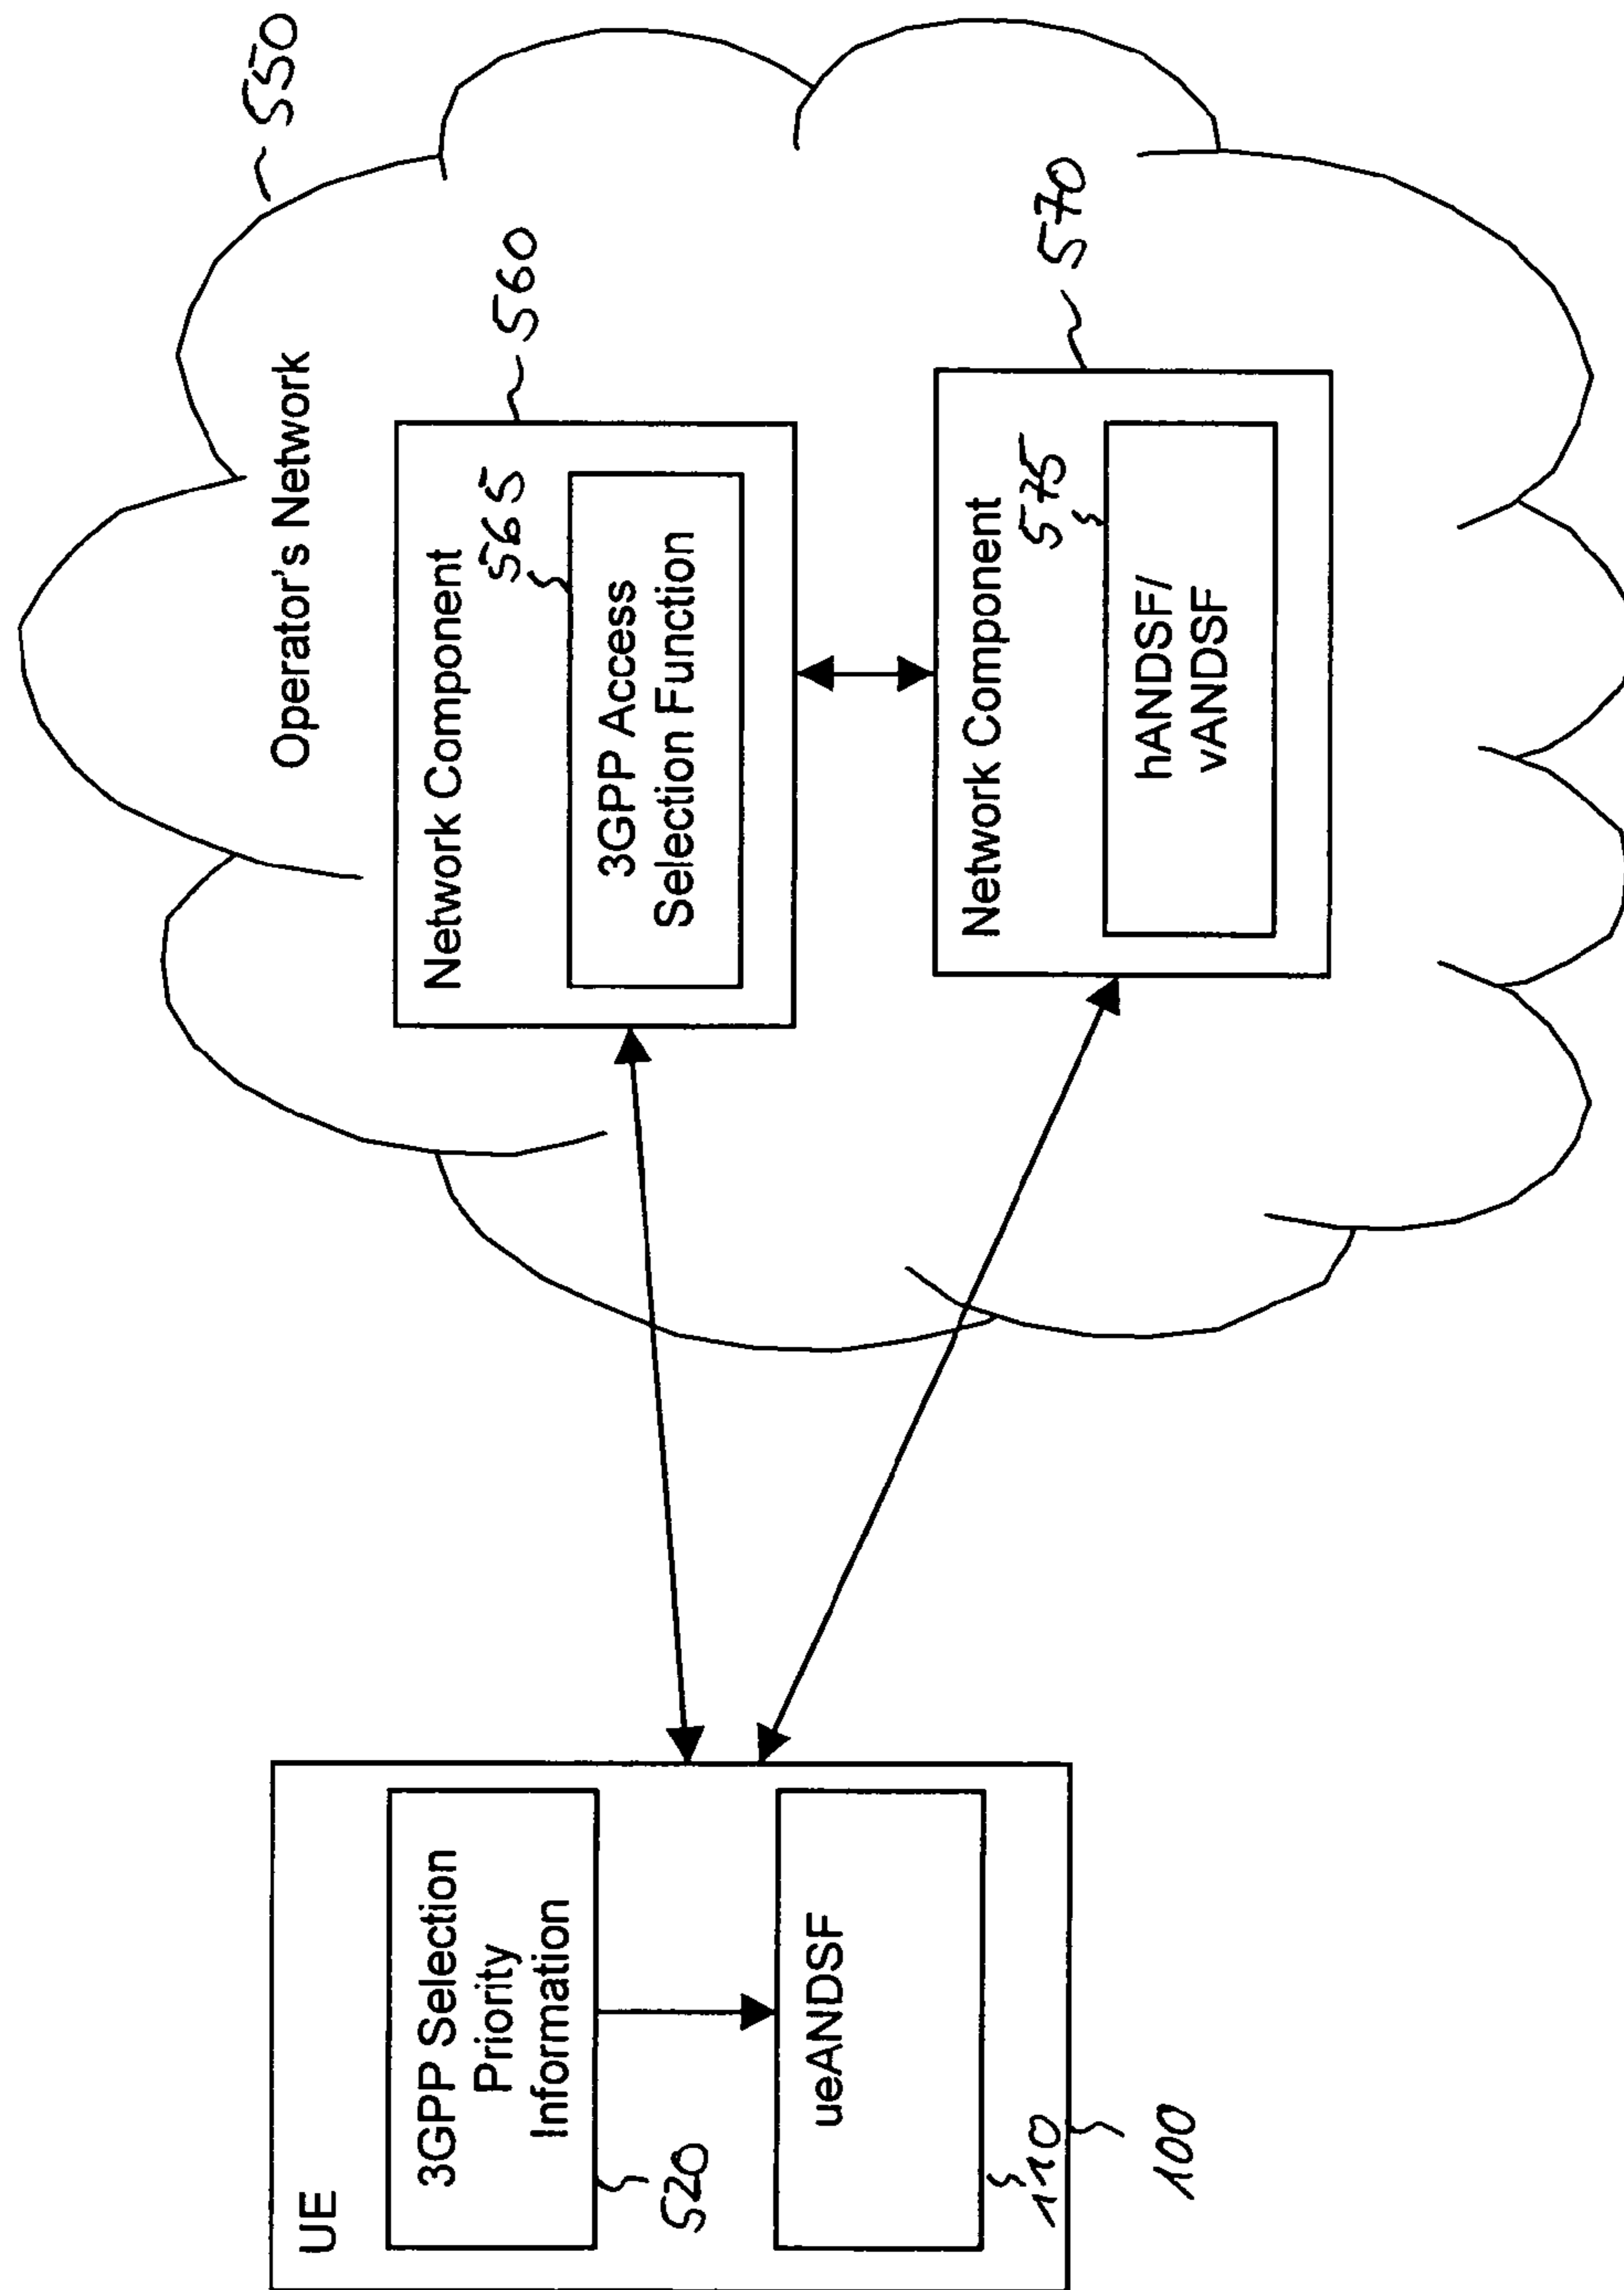 UE
3GPP Selection
Priority
Information
520
ueANDSF
110
100
Operator's Network
550
Network Component
560
565
3GPP Access
Selection Function
Network Component
570
575
hANDSF/
vANDSF